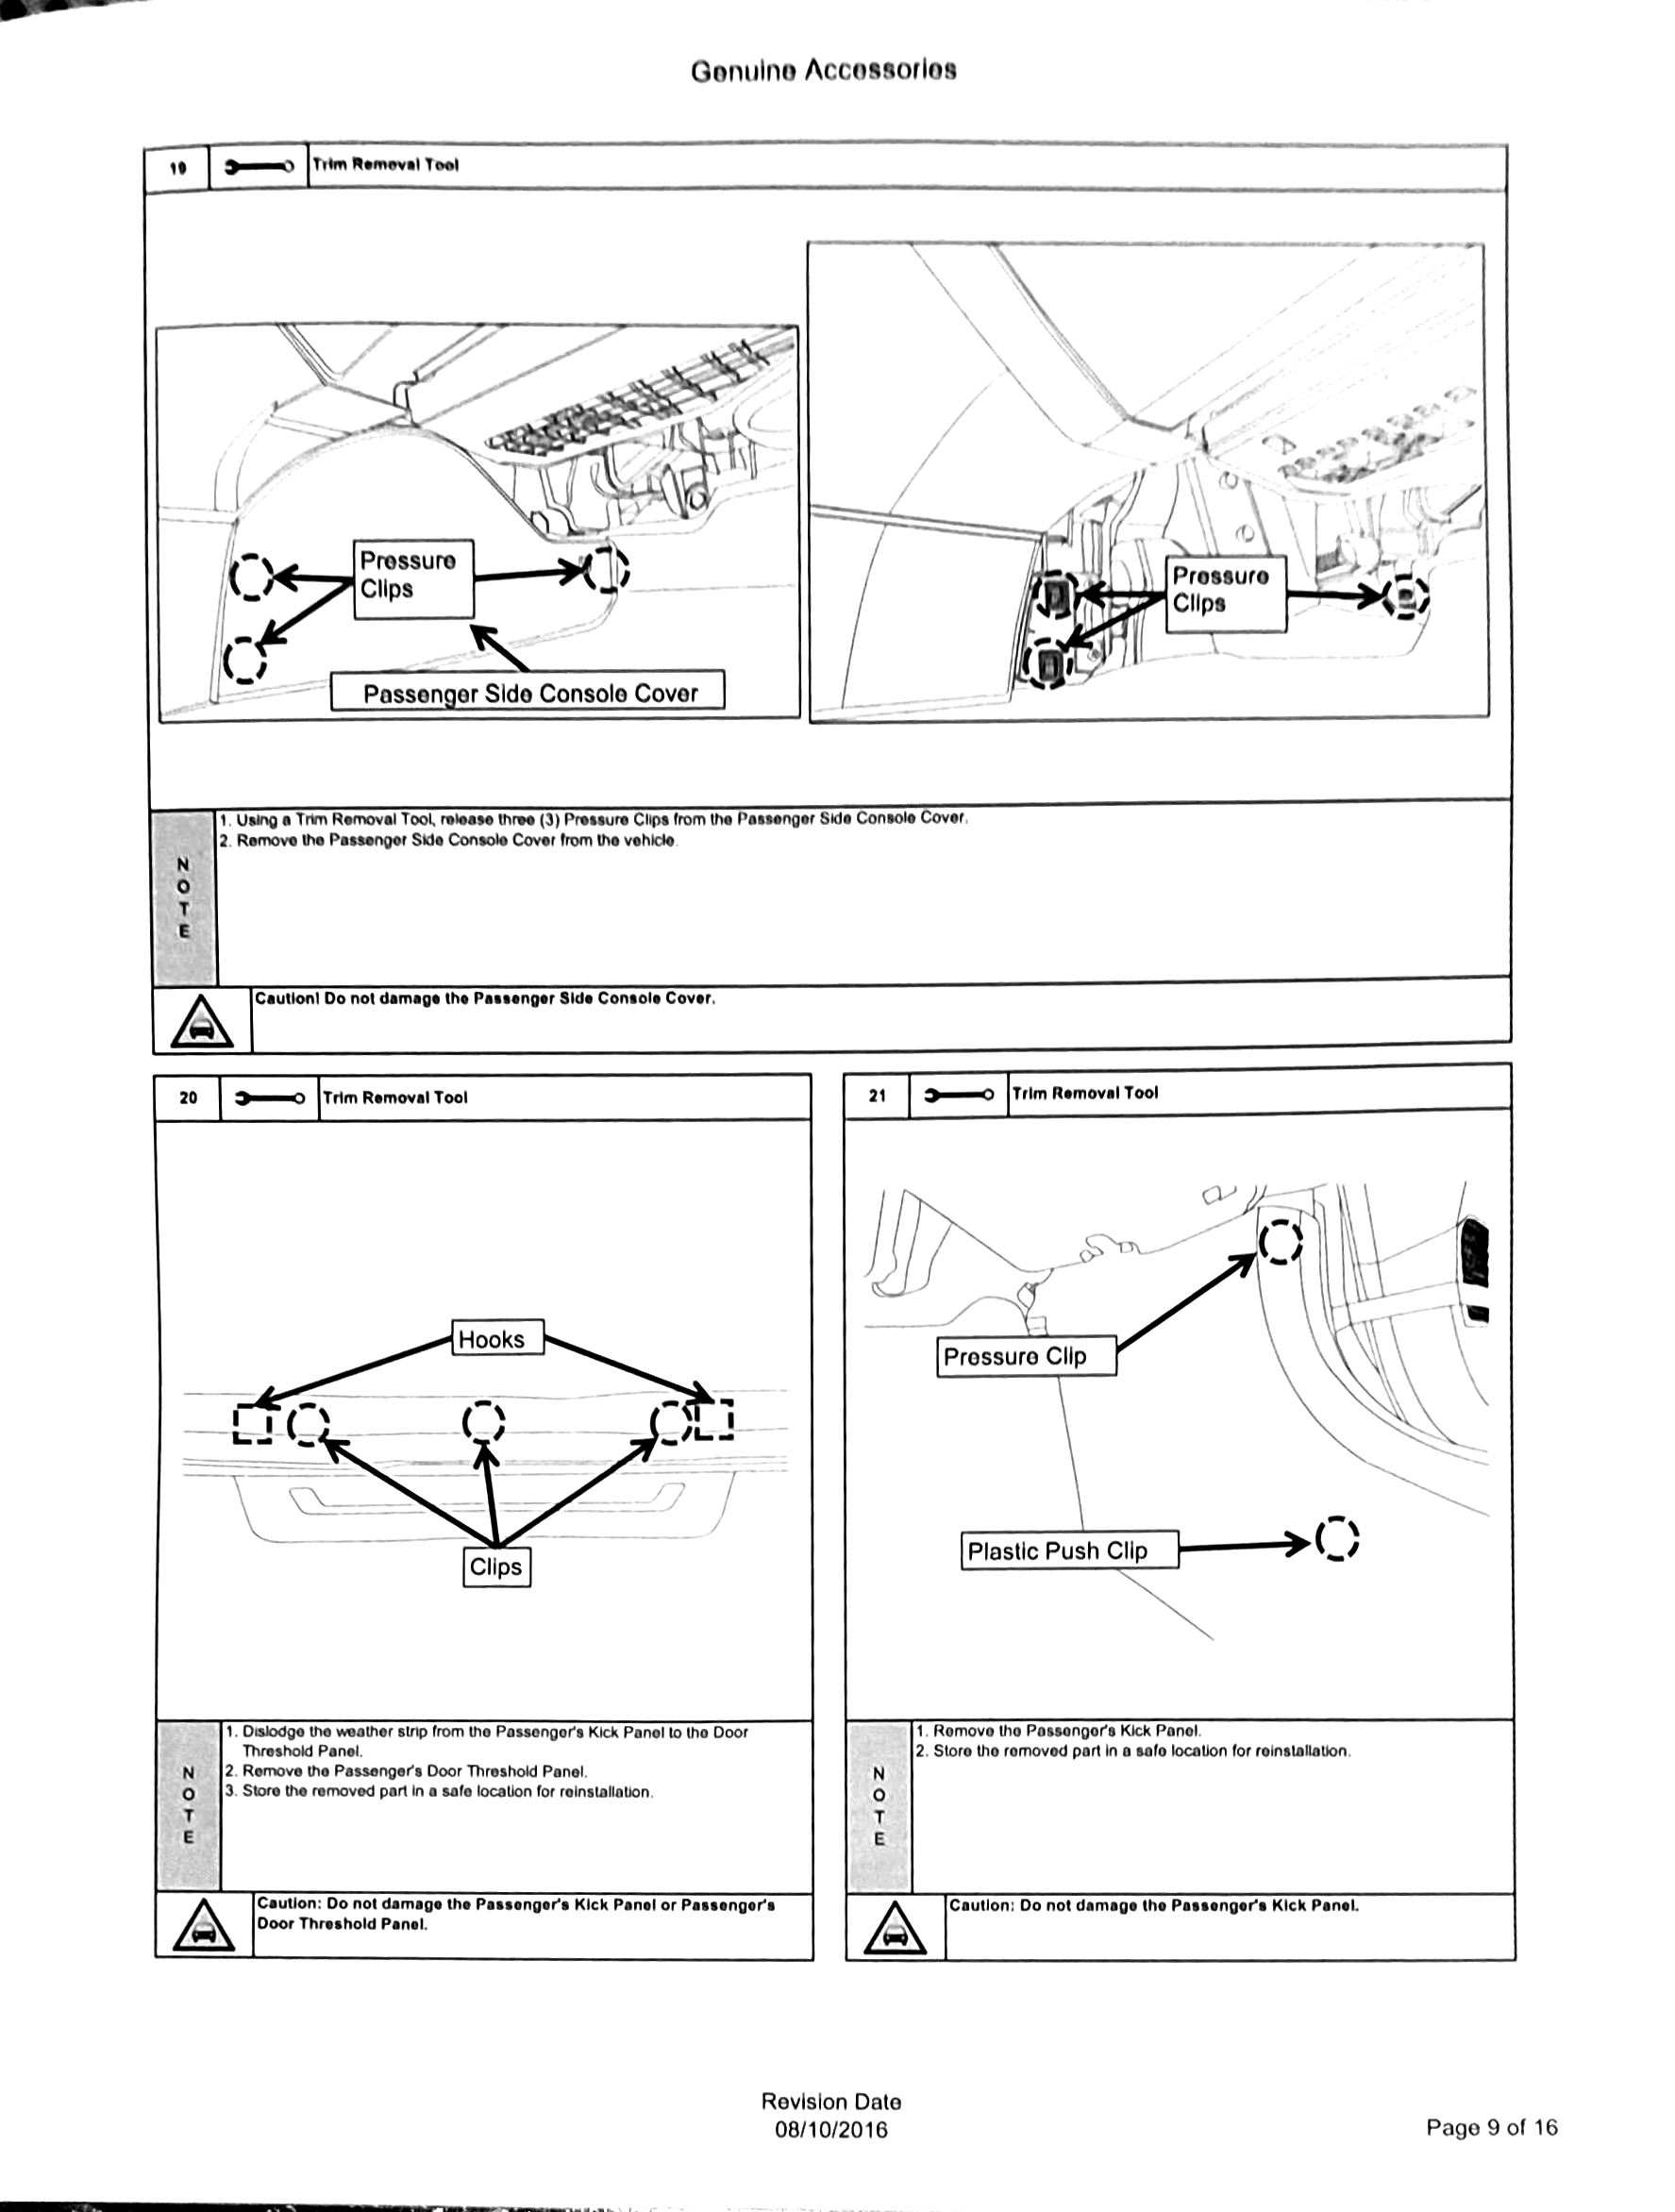 Genuine Accessories
19
Trim Removal Tool
Pressure
Clips
Passenger Side Console Cover
Pressure
Clips
NOTE
1. Using a Trim Removal Tool, release three (3) Pressure Clips from the Passenger Side Console Cover.
2. Remove the Passenger Side Console Cover from the vehicle.
Caution! Do not damage the Passenger Side Console Cover.
20
Trim Removal Tool
Hooks
Clips
NOTE
1. Dislodge the weather strip from the Passenger's Kick Panel to the Door
Threshold Panel.
2. Remove the Passenger's Door Threshold Panel.
3. Store the removed part in a safe location for reinstallation.
Caution: Do not damage the Passenger's Kick Panel or Passenger's
Door Threshold Panel.
21
Trim Removal Tool
Pressure Clip
Plastic Push Clip
NOTE
1. Remove the Passenger's Kick Panel.
2. Store the removed part in a safe location for reinstallation.
Caution: Do not damage the Passenger's Kick Panel.
Revision Date
08/10/2016
Page 9 of 16